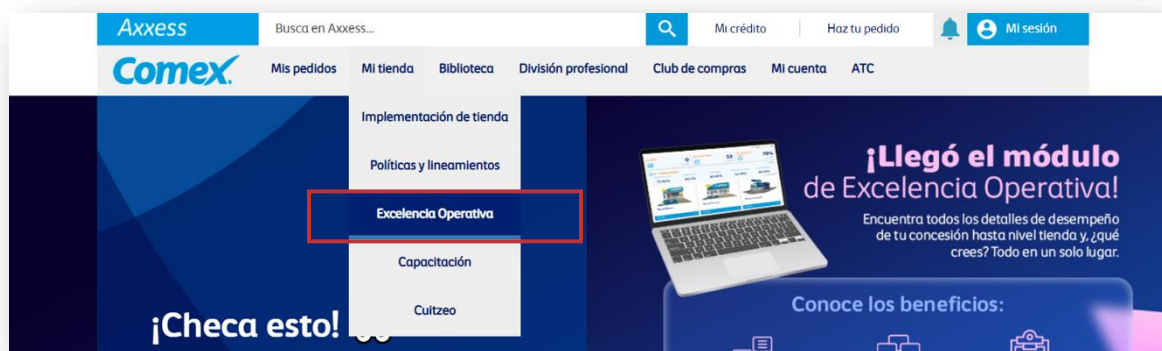 Axxess
Busca en Axxess...
Mi crédito
Haz tu pedido
Mi sesión
Comex
Mis pedidos
Mi tienda
Biblioteca
División profesional
Club de compras
Mi cuenta
ATC
Implementación de tienda
Políticas y lineamientos
Excelencia Operativa
Capacitación
Cuitzeo
¡Checa esto!
¡Llegó el módulo
de Excelencia Operativa!
Encuentra todos los detalles de desempeño
de tu concesión hasta nivel tienda y, ¿qué
crees? Todo en un solo lugar.
Conoce los beneficios: